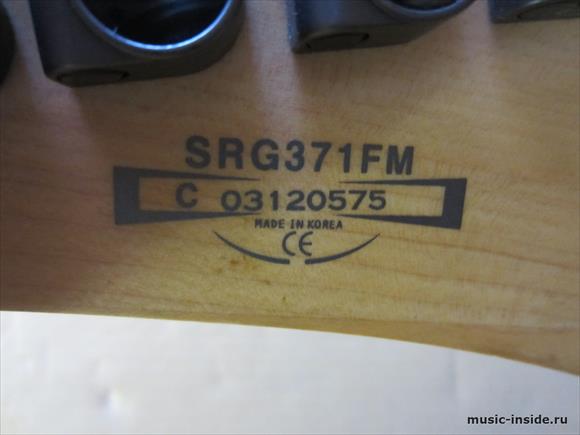 SRG371FM
C 03120575
MADE IN KOREA
CE
music-inside.ru